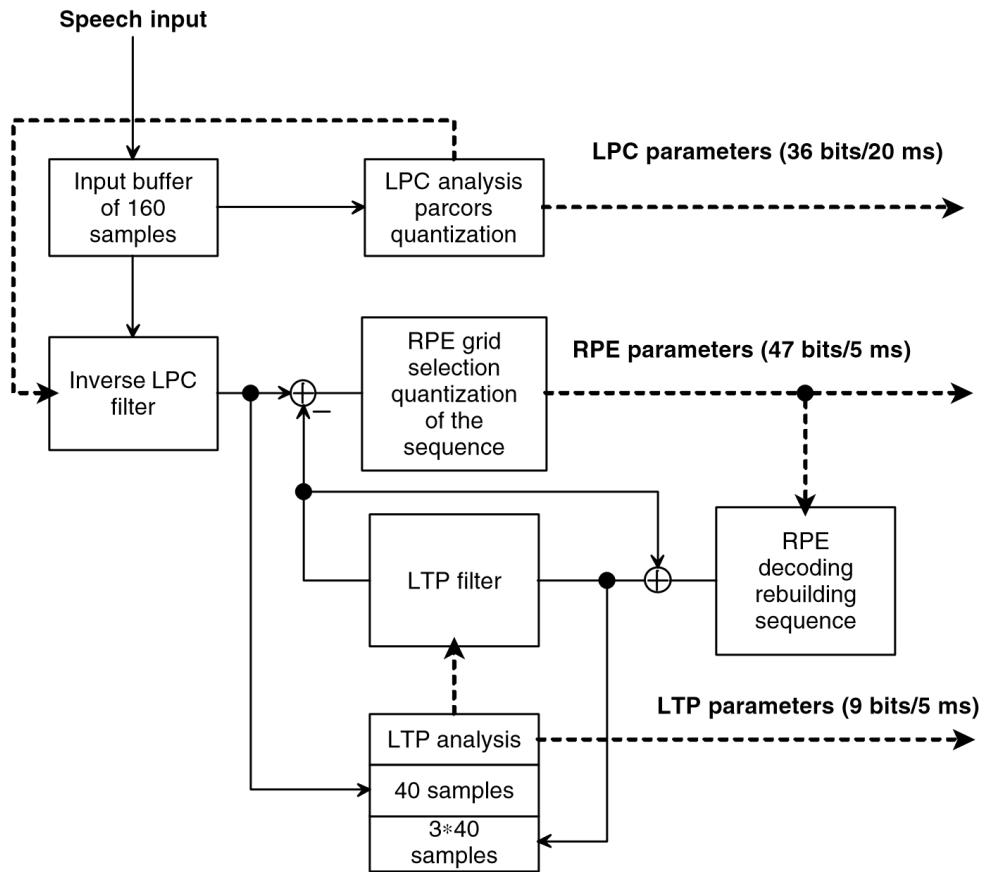 Speech input
Input buffer
of 160
samples
LPC analysis
parcors
quantization
LPC parameters (36 bits/20 ms)
Inverse LPC
filter
–
RPE grid
selection
quantization
of the
sequence
RPE parameters (47 bits/5 ms)
LTP filter
RPE
decoding
rebuilding
sequence
LTP analysis
40 samples
3*40
samples
LTP parameters (9 bits/5 ms)